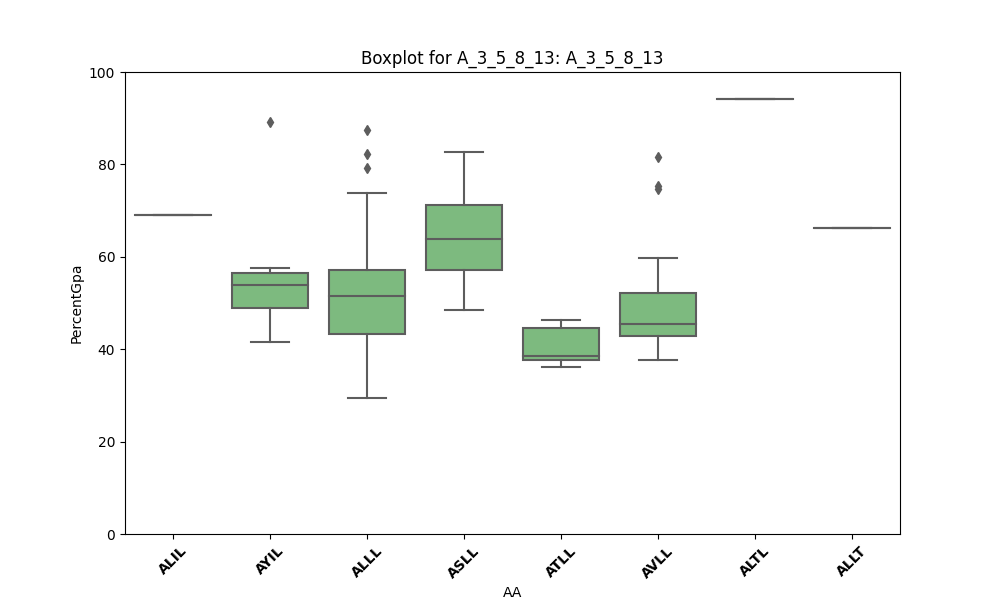 Boxplot for A_3_5_8_13: A_3_5_8_13
100
80
60
40
20
0
PercentGpa
ALIL AYIL ALLL ASLL ATLL AVLL ALTL ALLT
AA